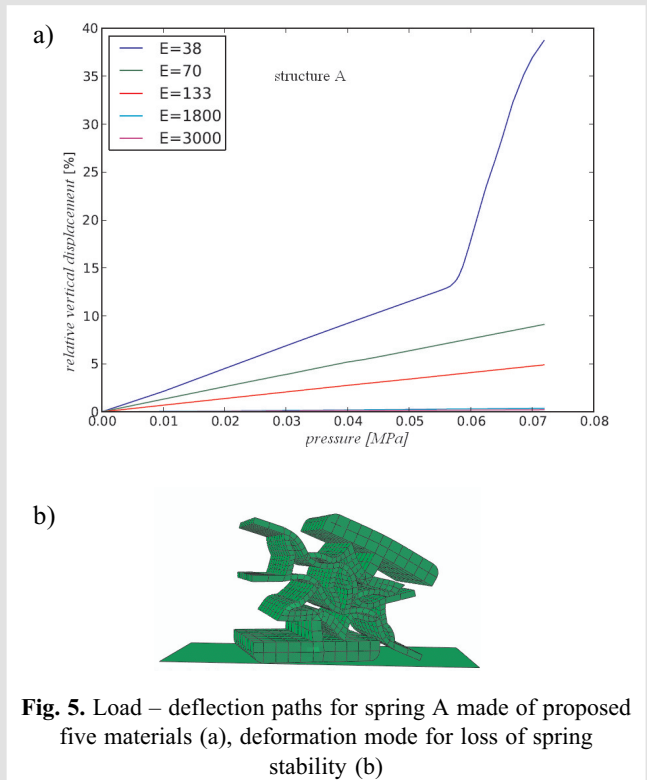 a)
40
35
30
25
20
15
10
5
0
relative vertical displacement [%]
E=38
E=70
E=133
E=1800
E=3000
structure A
0.00 0.01 0.02 0.03 0.04 0.05 0.06 0.07 0.08
pressure [MPa]
b)
Fig. 5. Load – deflection paths for spring A made of proposed
five materials (a), deformation mode for loss of spring
stability (b)